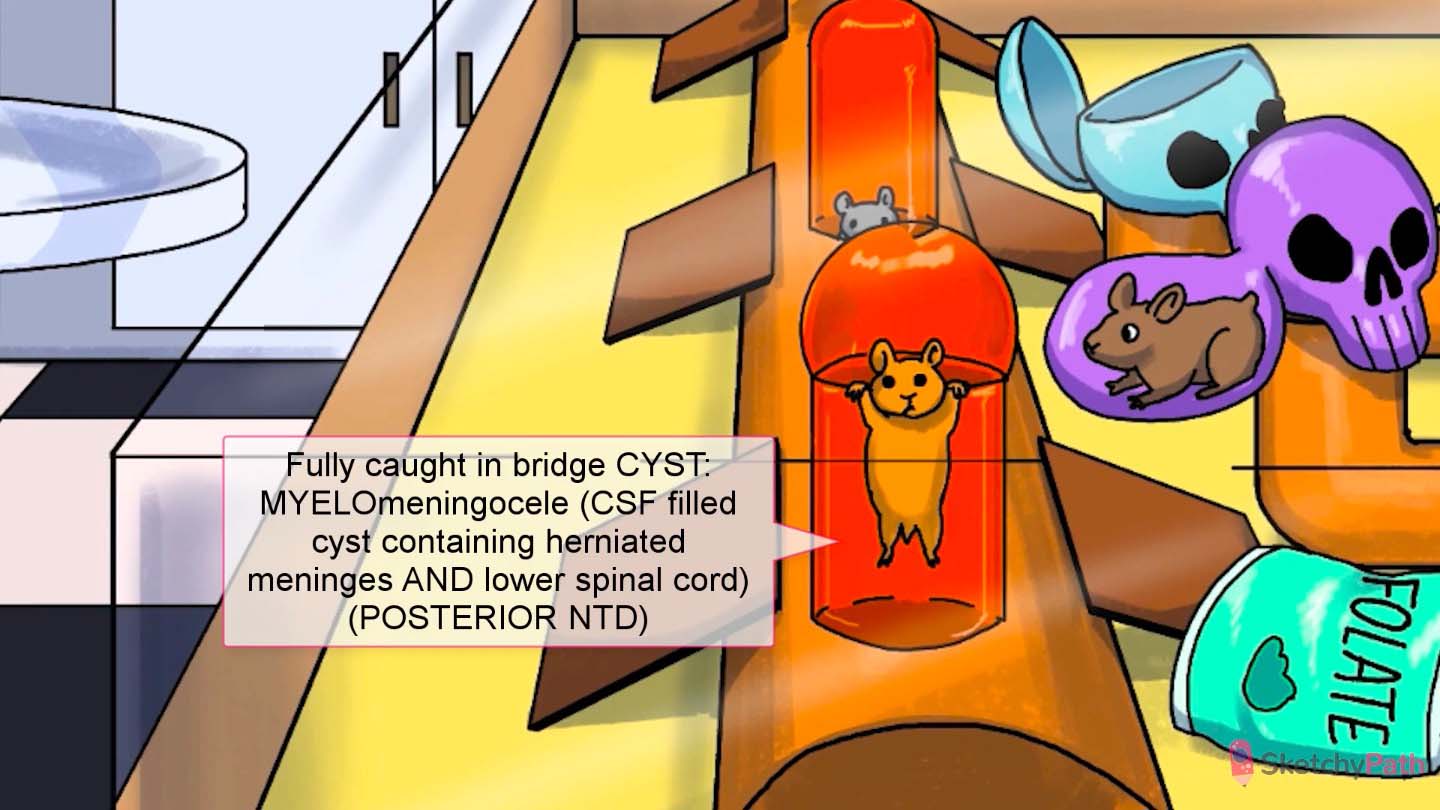 Fully caught in bridge CYST:
MYELOmeningocele (CSF filled
cyst containing herniated
meninges AND lower spinal cord)
(POSTERIOR NTD)
FOLATE
SketchyPath